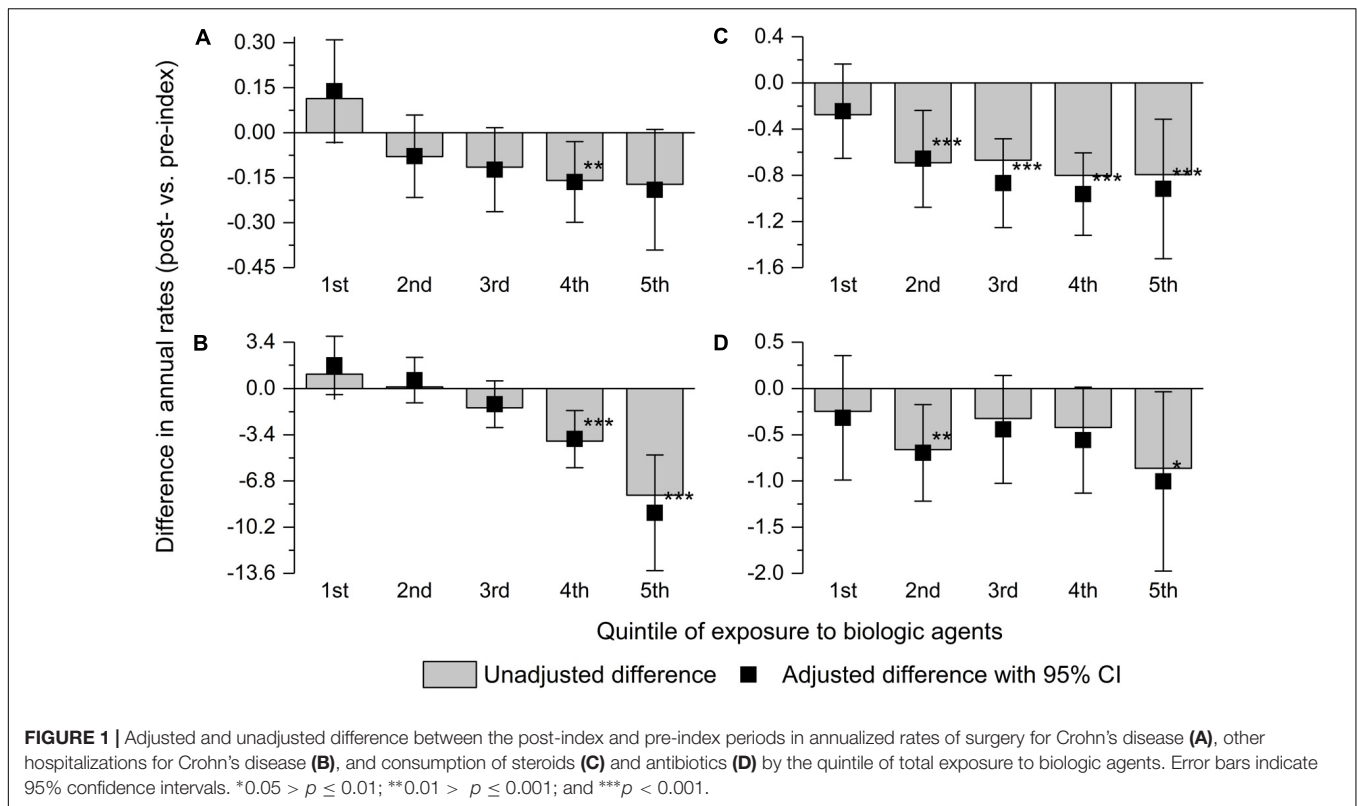 Difference in annual rates (post- vs. pre-index)
A
0.30
0.15
0.00
-0.15
-0.30
-0.45
**
1st 2nd 3rd 4th 5th
C
0.4
0.0
-0.4
-0.8
-1.2
-1.6
*** *** *** ***
1st 2nd 3rd 4th 5th
B
3.4
0.0
-3.4
-6.8
-10.2
-13.6
*** ***
1st 2nd 3rd 4th 5th
D
0.5
0.0
-0.5
-1.0
-1.5
-2.0
** *
1st 2nd 3rd 4th 5th
Quintile of exposure to biologic agents
Unadjusted difference Adjusted difference with 95% CI
FIGURE 1 | Adjusted and unadjusted difference between the post-index and pre-index periods in annualized rates of surgery for Crohn's disease (A), other
hospitalizations for Crohn's disease (B), and consumption of steroids (C) and antibiotics (D) by the quintile of total exposure to biologic agents. Error bars indicate
95% confidence intervals. *0.05 > p ≤ 0.01; **0.01 > p ≤ 0.001; and ***p < 0.001.